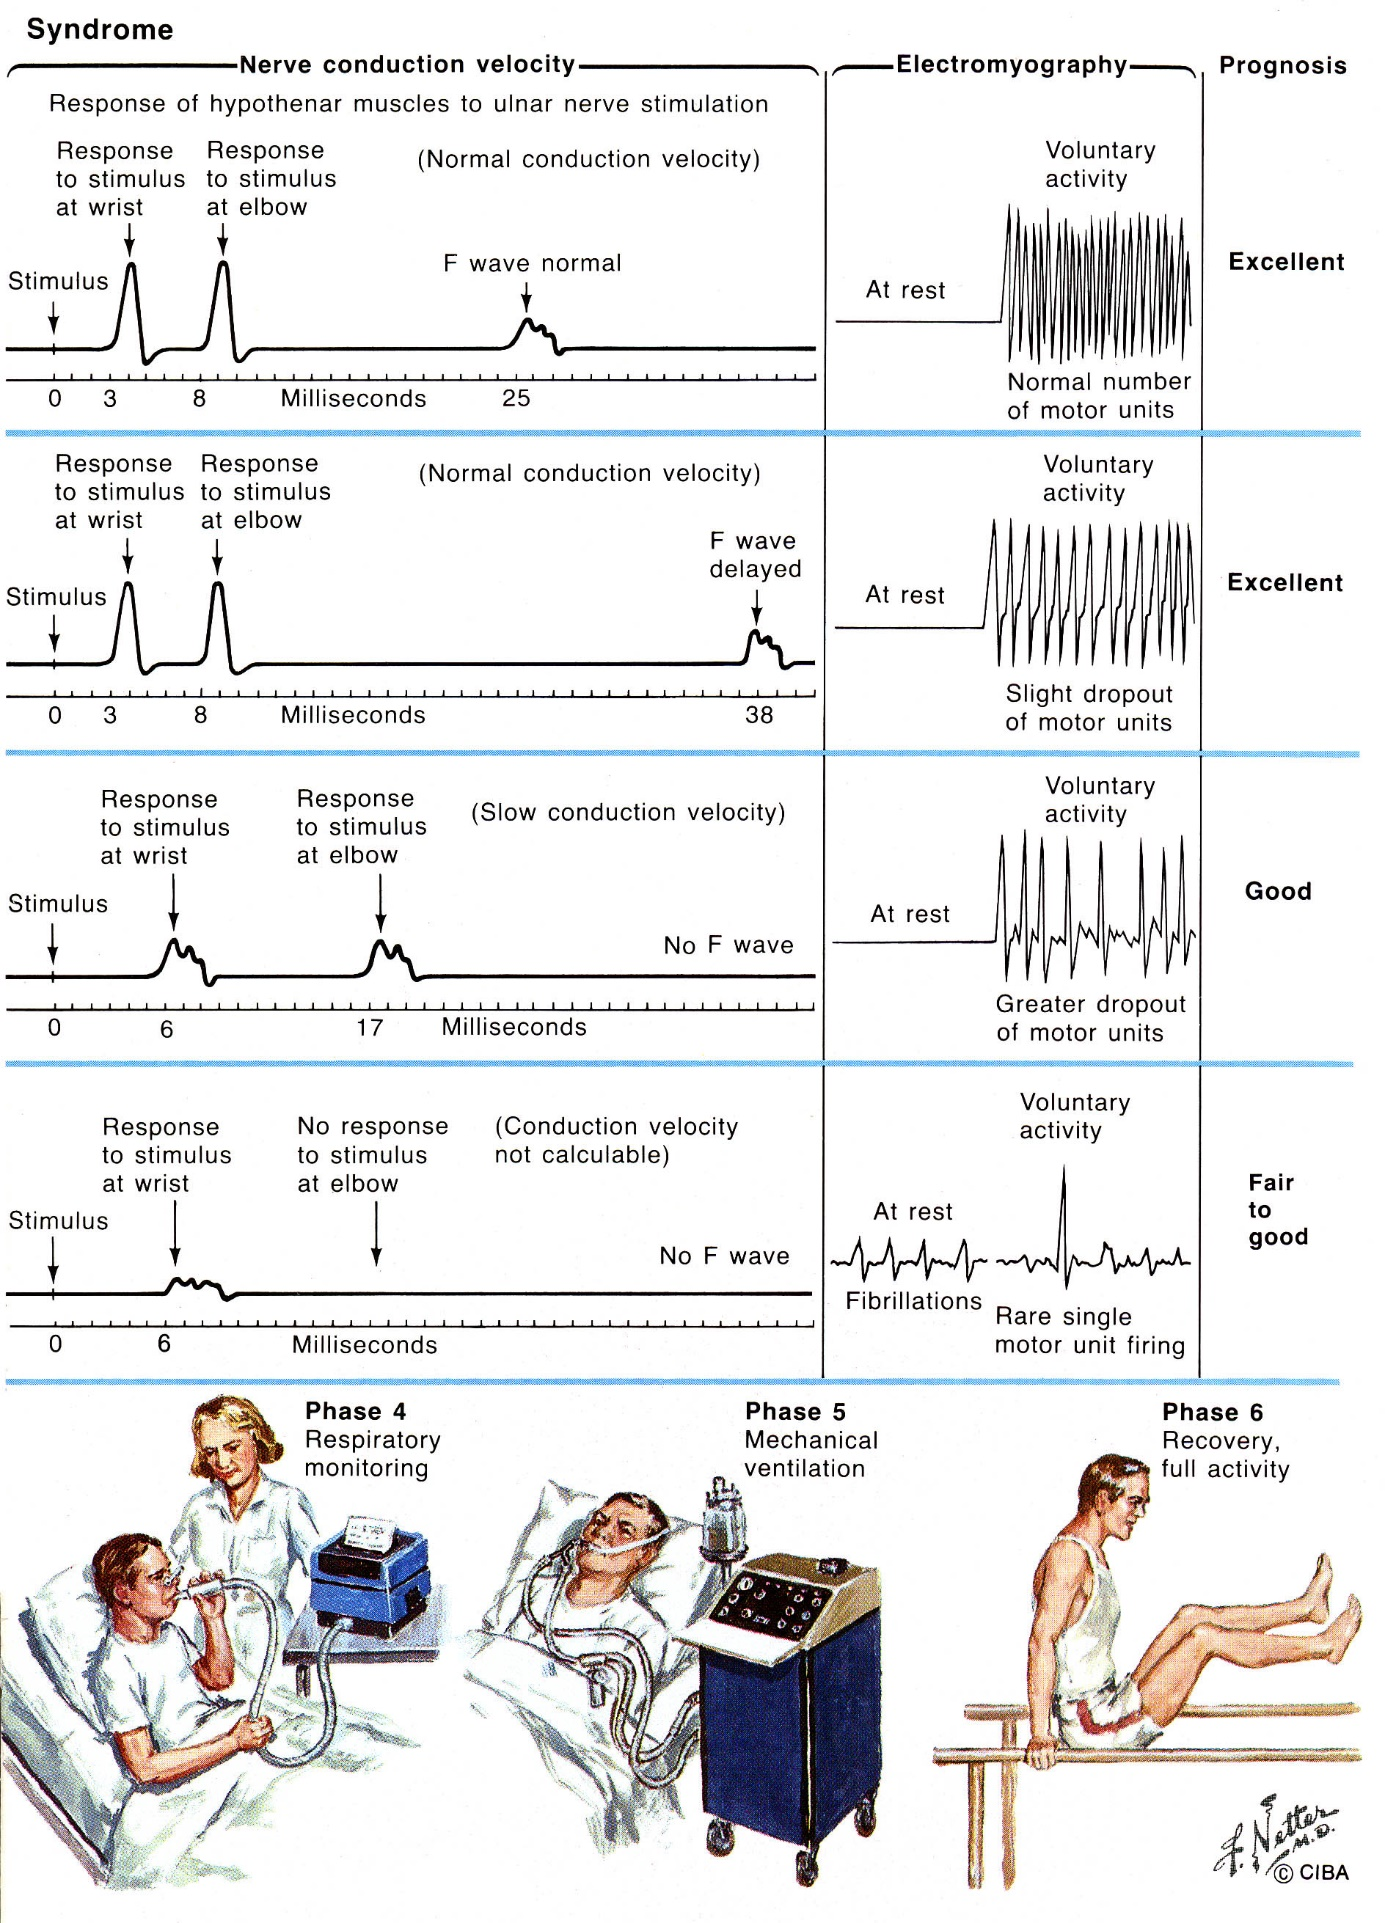 Syndrome
Nerve conduction velocity
Electromyography
Prognosis
Response of hypothenar muscles to ulnar nerve stimulation
Response
to stimulus
at wrist
Response
to stimulus
at elbow
(Normal conduction velocity)
Stimulus
F wave normal
0 3 8 Milliseconds 25
Voluntary
activity
At rest
Normal number
of motor units
Excellent
Response
to stimulus
at wrist
Response
to stimulus
at elbow
(Normal conduction velocity)
F wave
delayed
Stimulus
0 3 8 Milliseconds 38
Voluntary
activity
At rest
Slight dropout
of motor units
Excellent
Response
to stimulus
at wrist
Response
to stimulus
at elbow
(Slow conduction velocity)
Stimulus
No F wave
0 6 17 Milliseconds
Voluntary
activity
At rest
Greater dropout
of motor units
Good
Response
to stimulus
at wrist
No response
to stimulus
at elbow
(Conduction velocity
not calculable)
Stimulus
No F wave
0 6 Milliseconds
Voluntary
activity
At rest
Fibrillations
Rare single
motor unit firing
Fair
to
good
Phase 4
Respiratory
monitoring
Phase 5
Mechanical
ventilation
Phase 6
Recovery,
full activity
F. Netter
M.D.
© CIBA